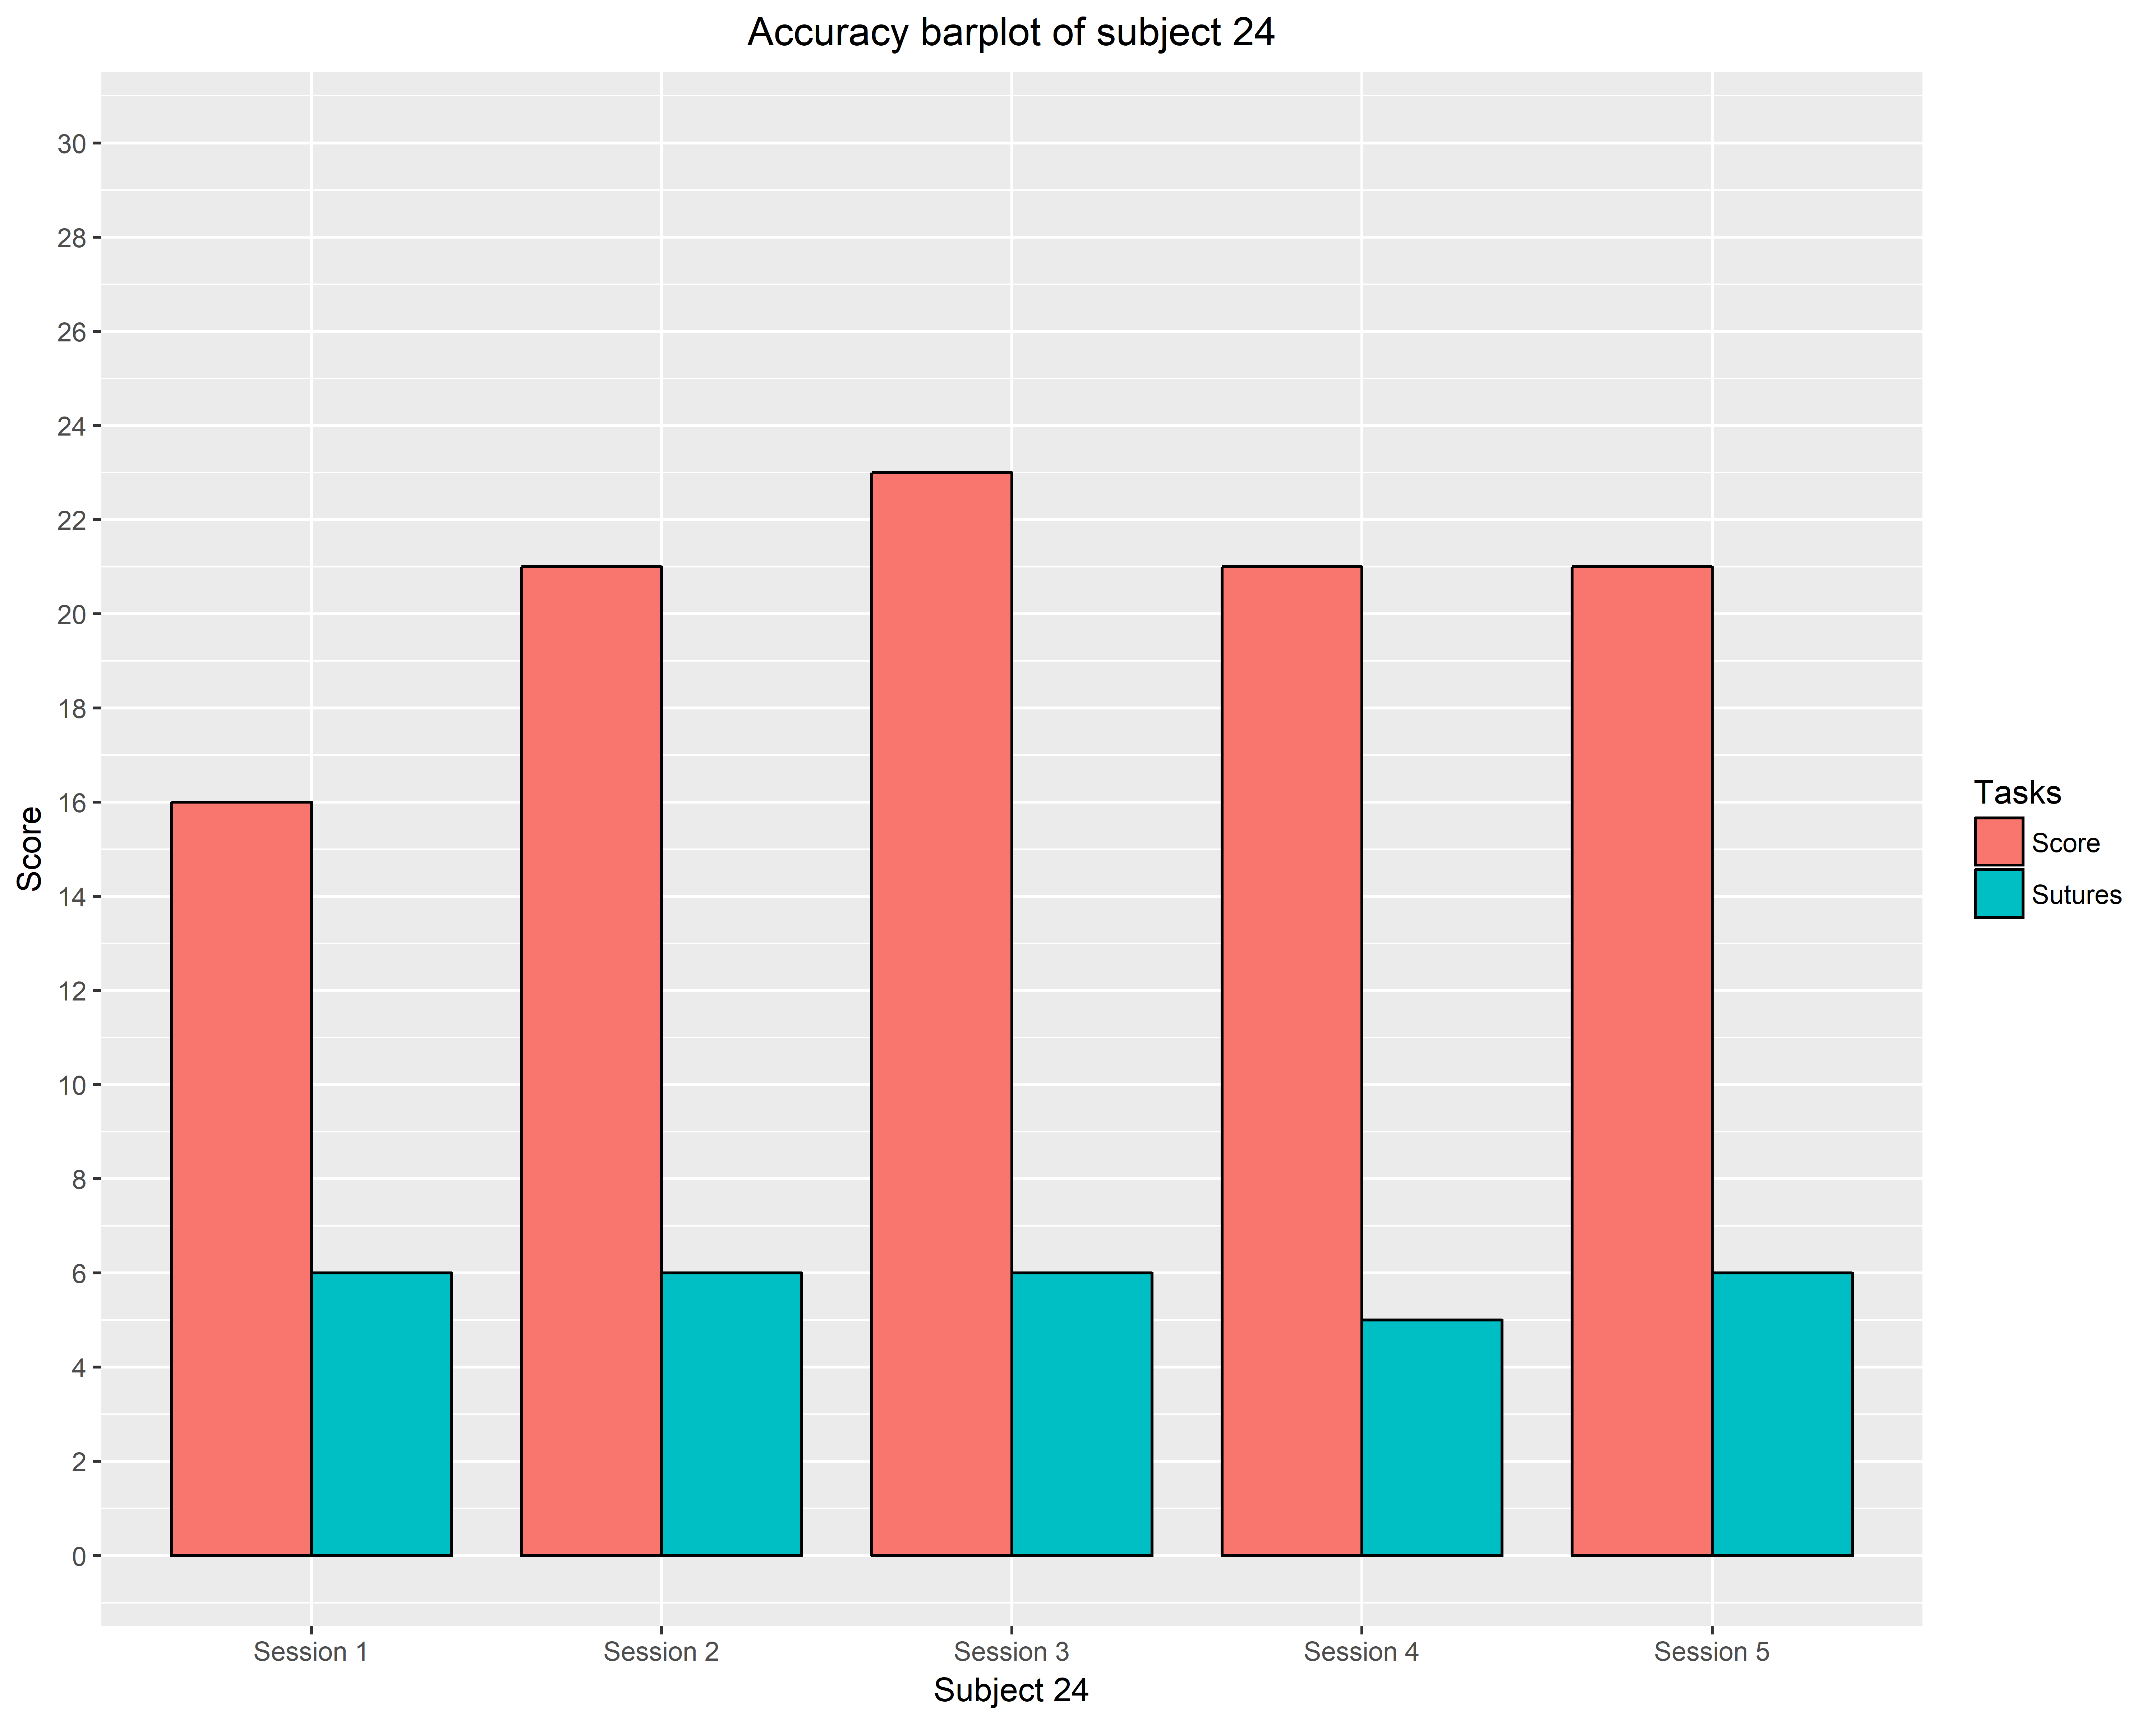 Accuracy barplot of subject 24
30
28
26
24
22
20
18
16
14
12
10
8
6
4
2
0
Score
Session 1
Session 2
Session 3
Session 4
Session 5
Subject 24
Tasks
Score
Sutures